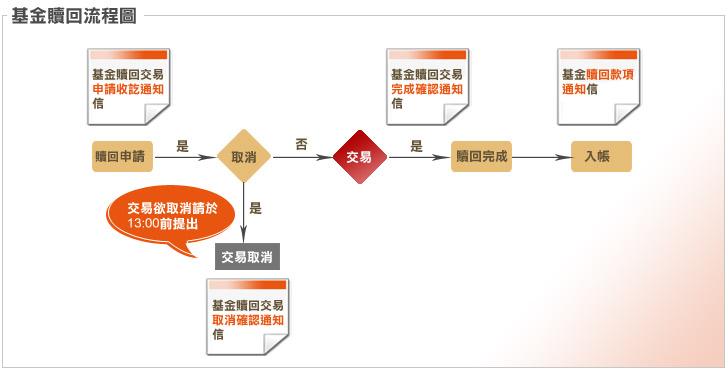 基金贖回流程圖
基金贖回交易
申請收訖通知
信
基金贖回交易
完成確認通知
信
基金贖回款項
通知信
贖回申請
是
取消
否
交易
是
贖回完成
入帳
交易欲取消請於
13:00前提出
是
交易取消
基金贖回交易
取消確認通知
信